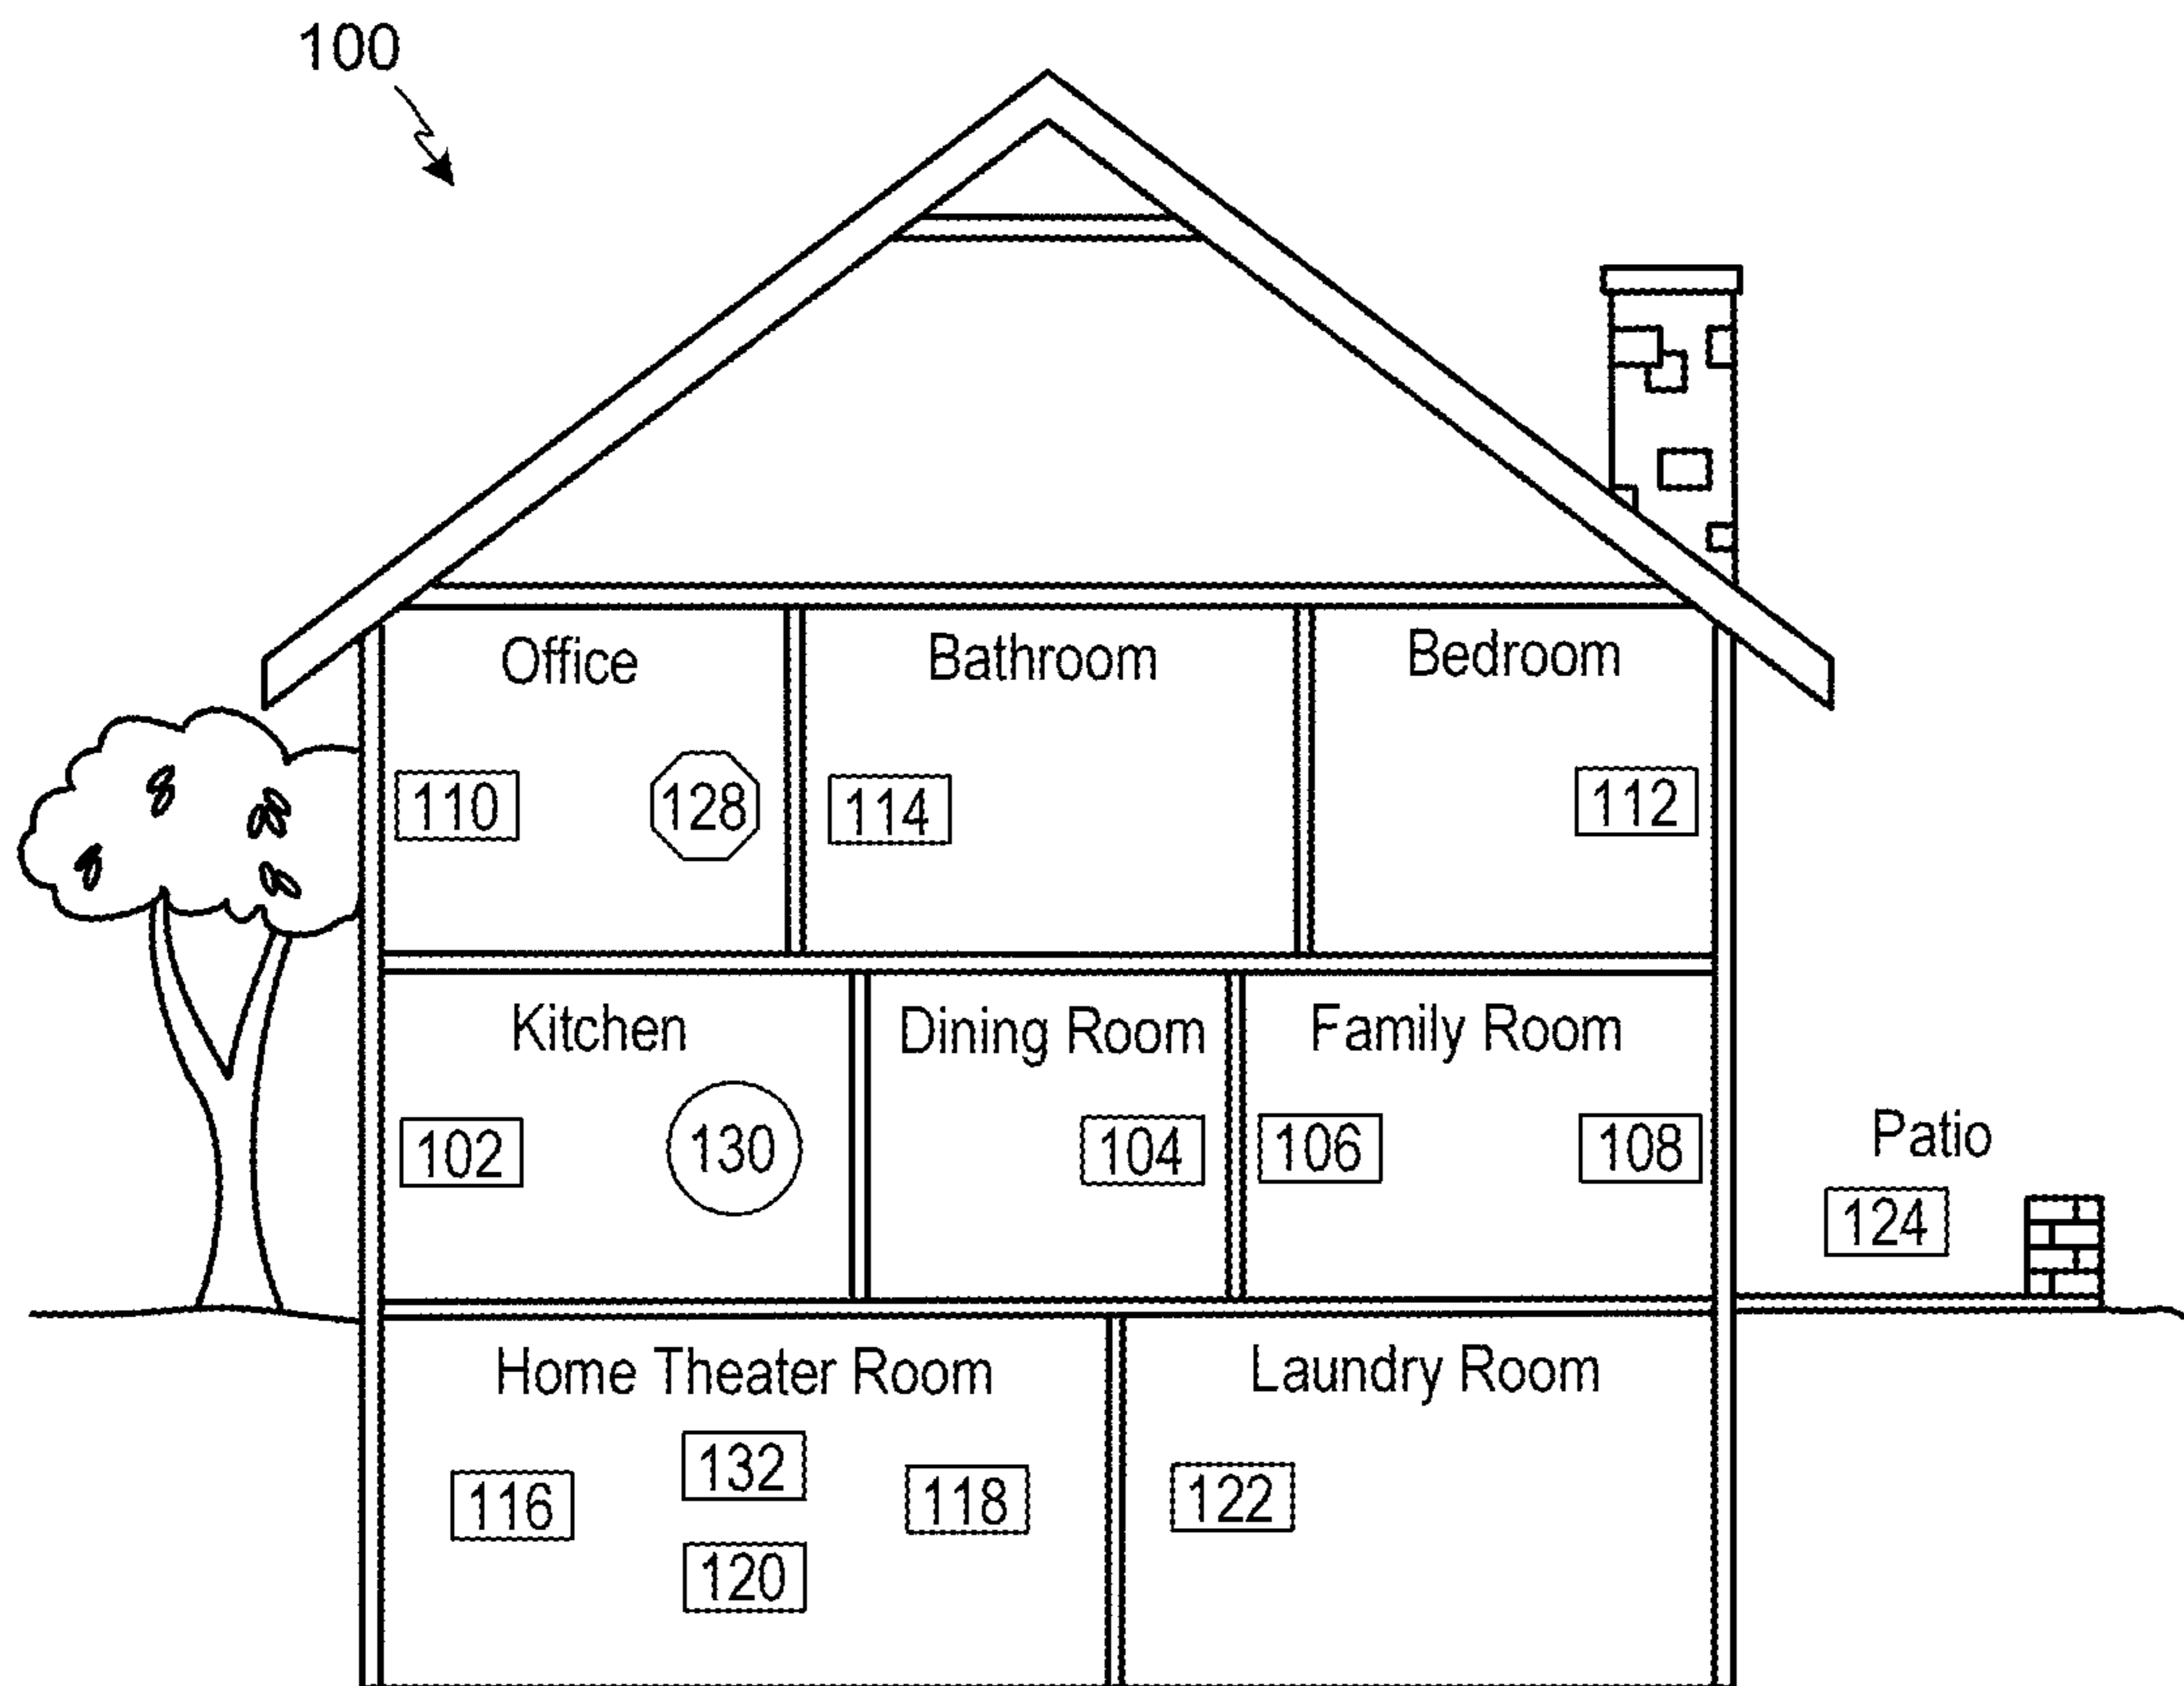 100
Office
Bathroom
Bedroom
110
128
114
112
Kitchen
Dining Room
Family Room
102
130
104
106
108
Patio
124
Home Theater Room
Laundry Room
132
116
118
122
120